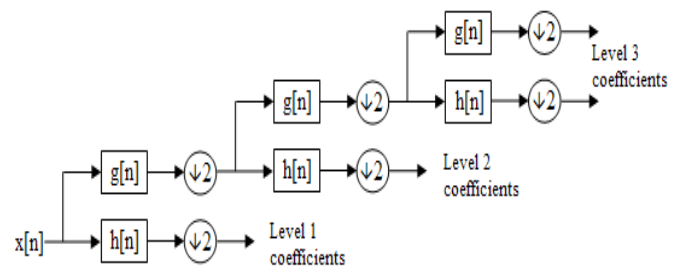 g[n] ↓2
Level 3
coefficients
g[n] ↓2 h[n] ↓2
g[n] ↓2 h[n] ↓2
Level 2
coefficients
x[n] h[n] ↓2
Level 1
coefficients